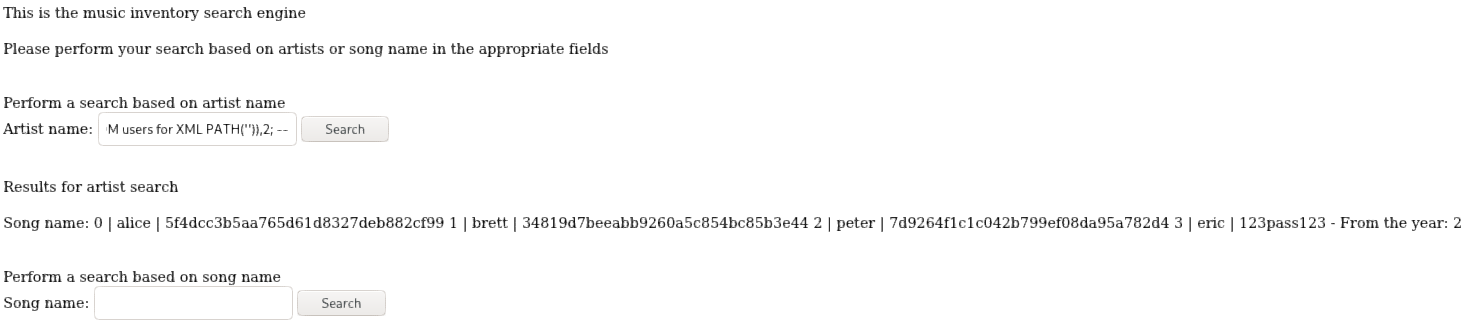 This is the music inventory search engine
Please perform your search based on artists or song name in the appropriate fields
Perform a search based on artist name
Artist name: M users for XML PATH('')),2; -- Search
Results for artist search
Song name: 0 | alice | 5f4dcc3b5aa765d61d8327deb882cf99 1 | brett | 34819d7beeabb9260a5c854bc85b3e44 2 | peter | 7d9264f1c1c042b799ef08da95a782d4 3 | eric | 123pass123 - From the year: 2
Perform a search based on song name
Song name: Search